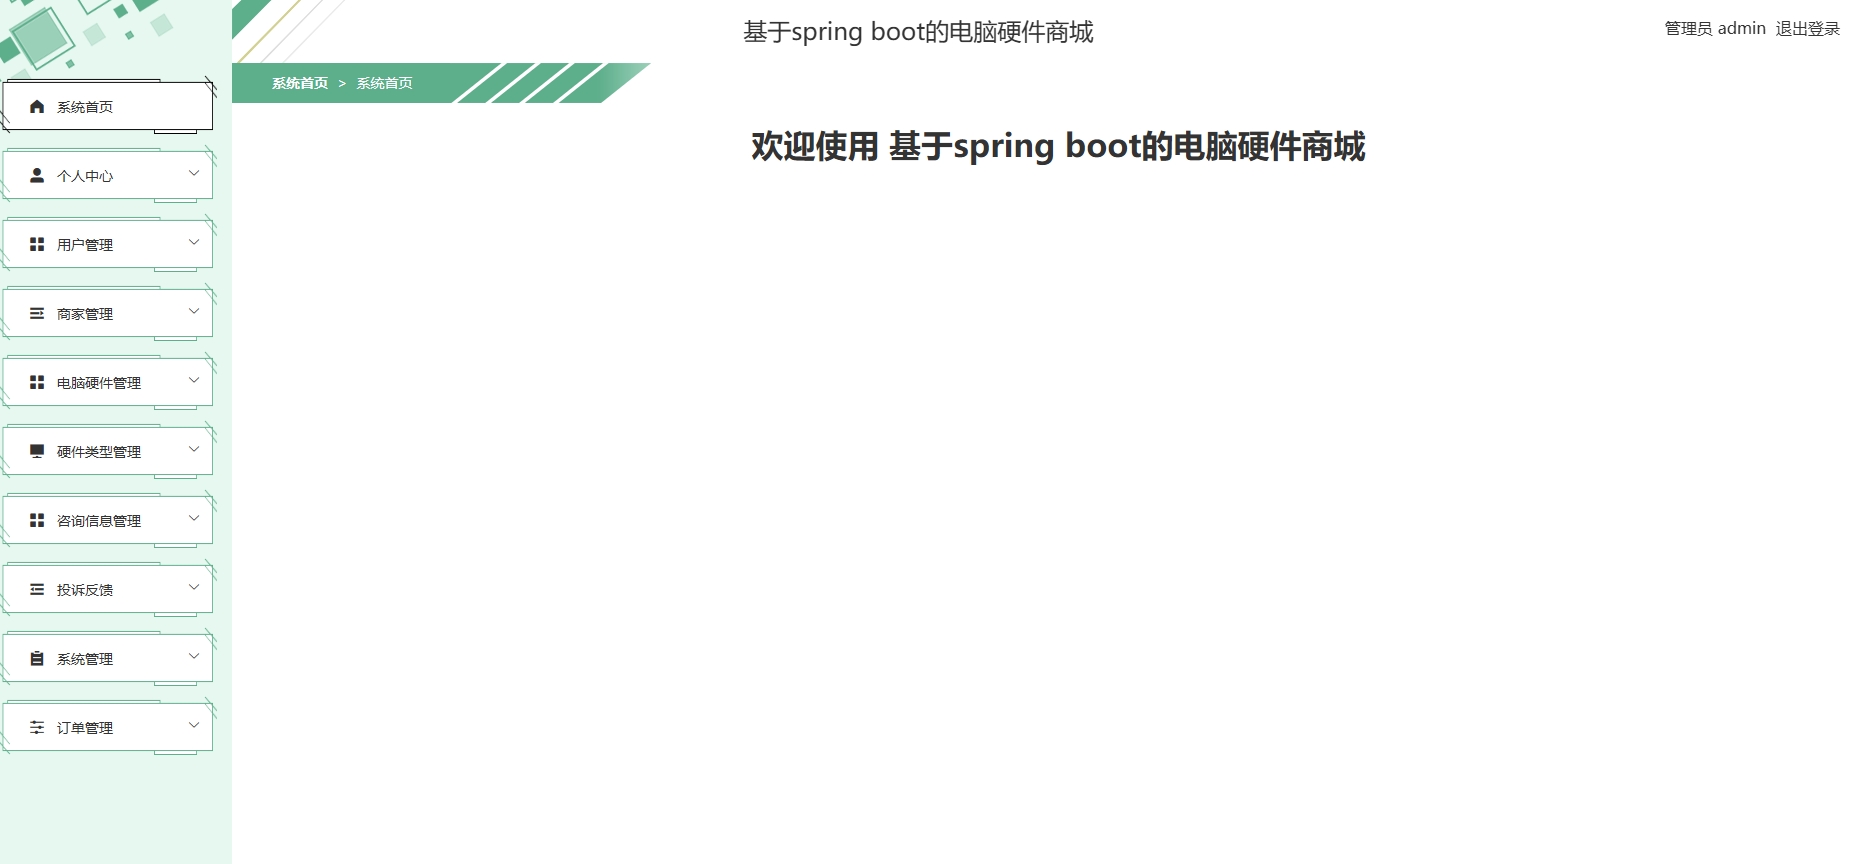 基于spring boot的电脑硬件商城
管理员 admin 退出登录
系统首页 > 系统首页
欢迎使用 基于spring boot的电脑硬件商城
系统首页
个人中心
用户管理
商家管理
电脑硬件管理
硬件类型管理
咨询信息管理
投诉反馈
系统管理
订单管理